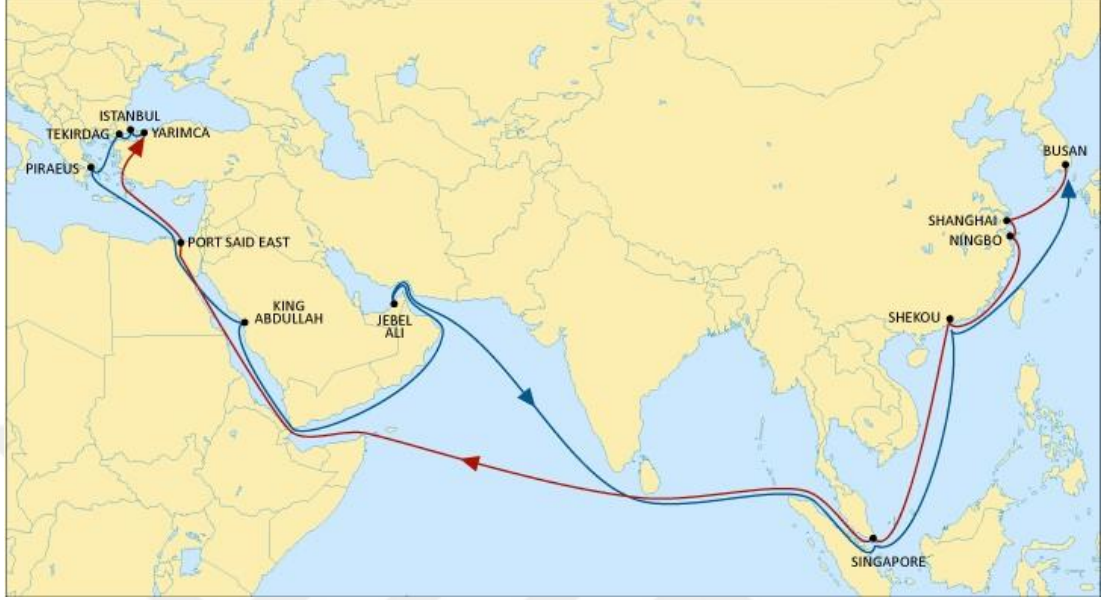 ISTANBUL
TEKIRDAG
YARIMCA
PIRAEUS
BUSAN
SHANGHAI
NINGBO
PORT SAID EAST
KING
ABDULLAH
JEBEL
ALI
SHEKOU
SINGAPORE